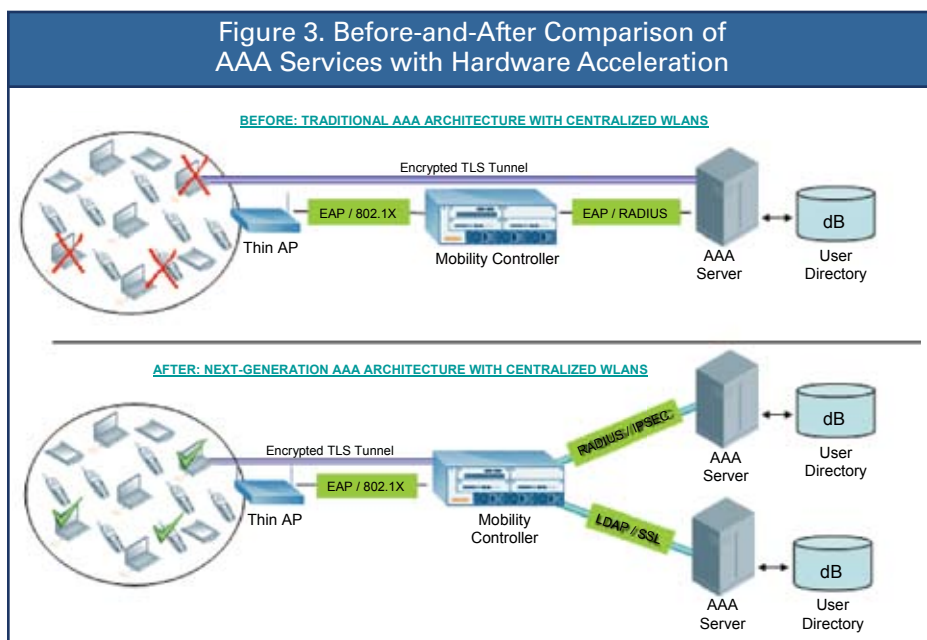 Figure 3. Before-and-After Comparison of
AAA Services with Hardware Acceleration
BEFORE: TRADITIONAL AAA ARCHITECTURE WITH CENTRALIZED WLANS
Encrypted TLS Tunnel
EAP / 802.1X
EAP / RADIUS
Thin AP
Mobility Controller
AAA
Server
dB
User
Directory
AFTER: NEXT-GENERATION AAA ARCHITECTURE WITH CENTRALIZED WLANS
Encrypted TLS Tunnel
EAP / 802.1X
Thin AP
Mobility
Controller
RADIUS / IPSEC
AAA
Server
dB
User
Directory
LDAP / SSL
AAA
Server
dB
User
Directory